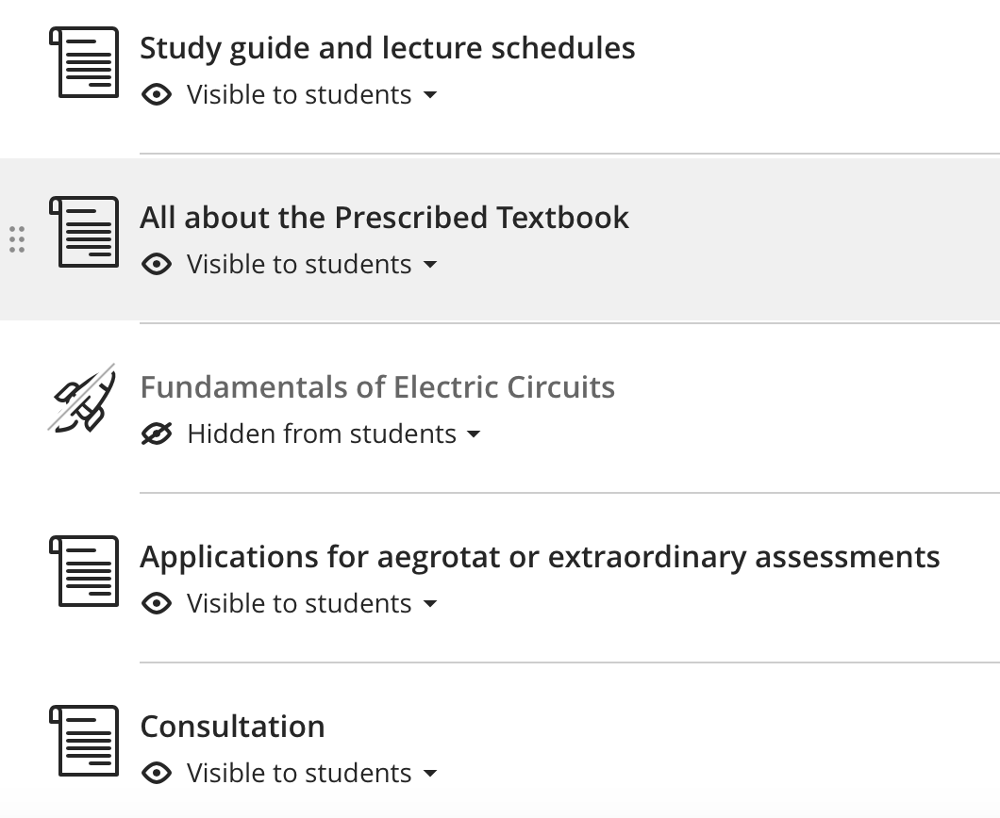 Study guide and lecture schedules
Visible to students
All about the Prescribed Textbook
Visible to students
Fundamentals of Electric Circuits
Hidden from students
Applications for aegrotat or extraordinary assessments
Visible to students
Consultation
Visible to students